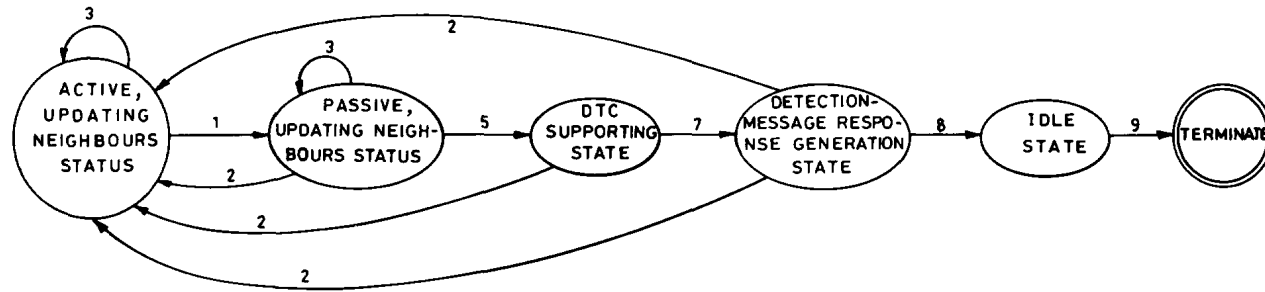 3
2
3
ACTIVE,
UPDATING
NEIGHBOURS
STATUS
1
PASSIVE,
UPDATING NEIGH-
BOURS STATUS
5
DTC
SUPPORTING
STATE
7
DETECTION-
MESSAGE RESPO-
NSE GENERATION
STATE
8
IDLE
STATE
9
TERMINATE
2
2
2